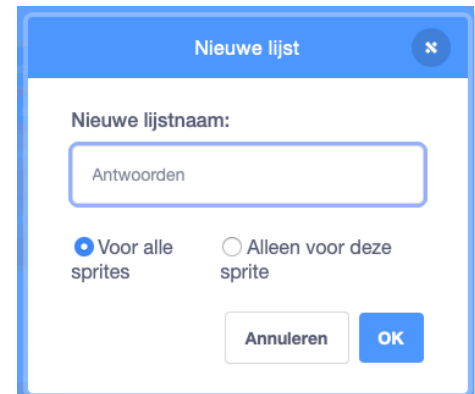 Nieuwe lijst
Nieuwe lijstnaam:
Antwoorden
Voor alle sprites
Alleen voor deze sprite
Annuleren
OK